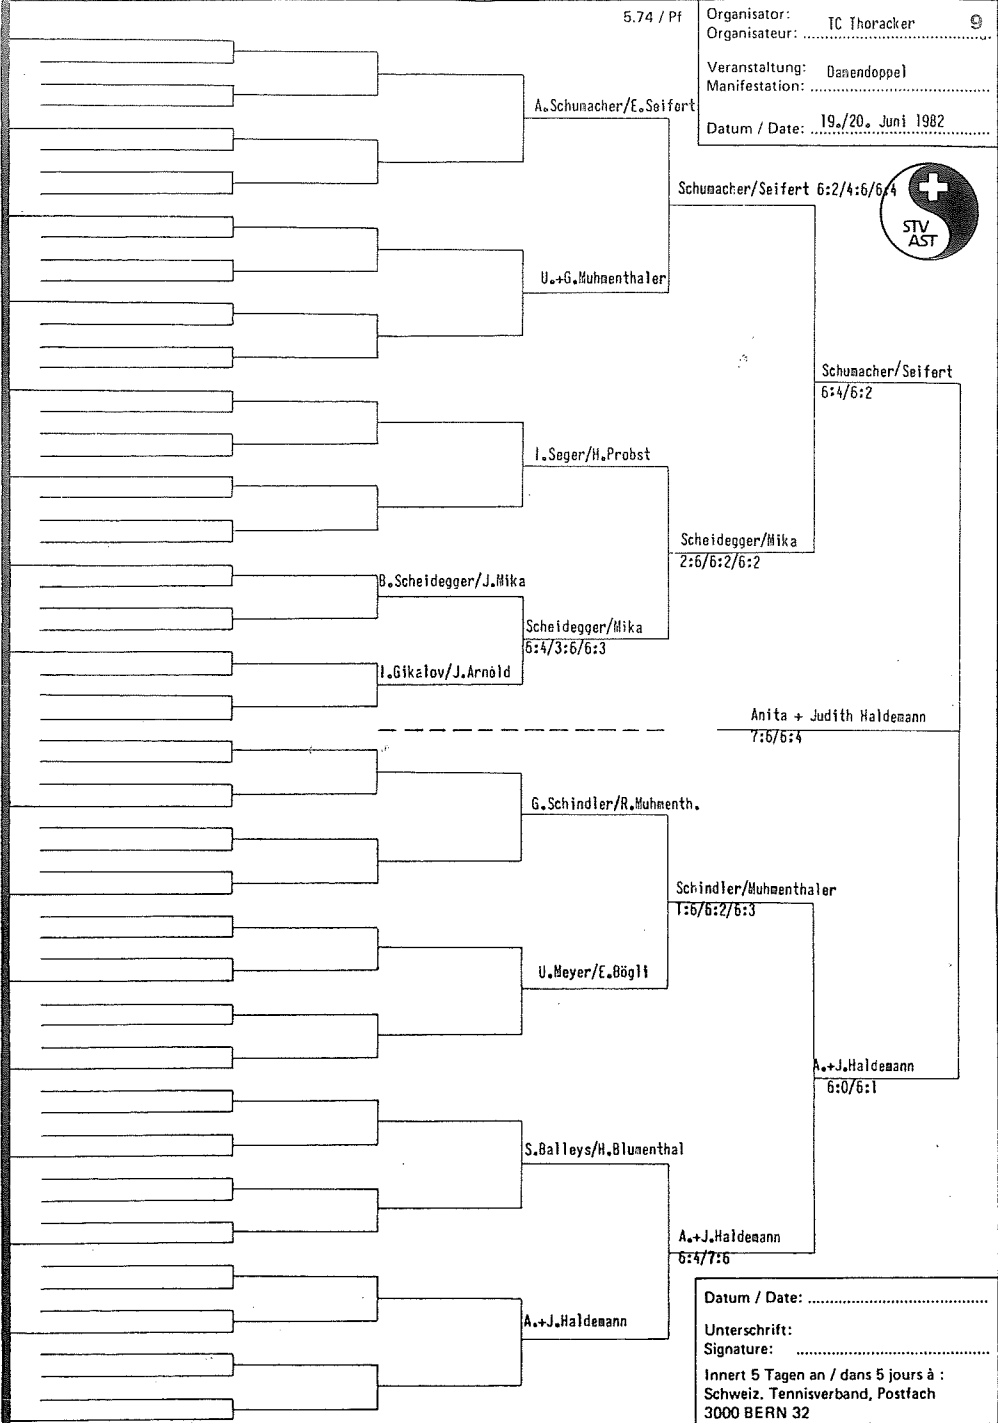 5.74 / Pf
Organisator: TC Thoracker 9
Organisateur:
Veranstaltung: Damendoppel
Manifestation:
Datum / Date: 19./20. Juni 1982
STV
AST
A.Schumacher/E.Seifert
Schumacher/Seifert 6:2/4:6/6:4
U.+G.Muhmenthaler
Schumacher/Seifert
6:4/6:2
I.Seger/H.Probst
Scheidegger/Mika
2:6/6:2/6:2
B.Scheidegger/J.Mika
Scheidegger/Mika
6:4/3:6/6:3
I.Gikalov/J.Arnold
Anita + Judith Haldemann
7:6/6:4
G.Schindler/R.Muhmenth.
Schindler/Muhmenthaler
1:6/6:2/6:3
U.Meyer/E.Bögli
A.+J.Haldemann
6:0/6:1
S.Balleys/H.Blumenthal
A.+J.Haldemann
6:4/7:6
A.+J.Haldemann
Datum / Date:
Unterschrift:
Signature:
Innert 5 Tagen an / dans 5 jours à :
Schweiz. Tennisverband, Postfach
3000 BERN 32